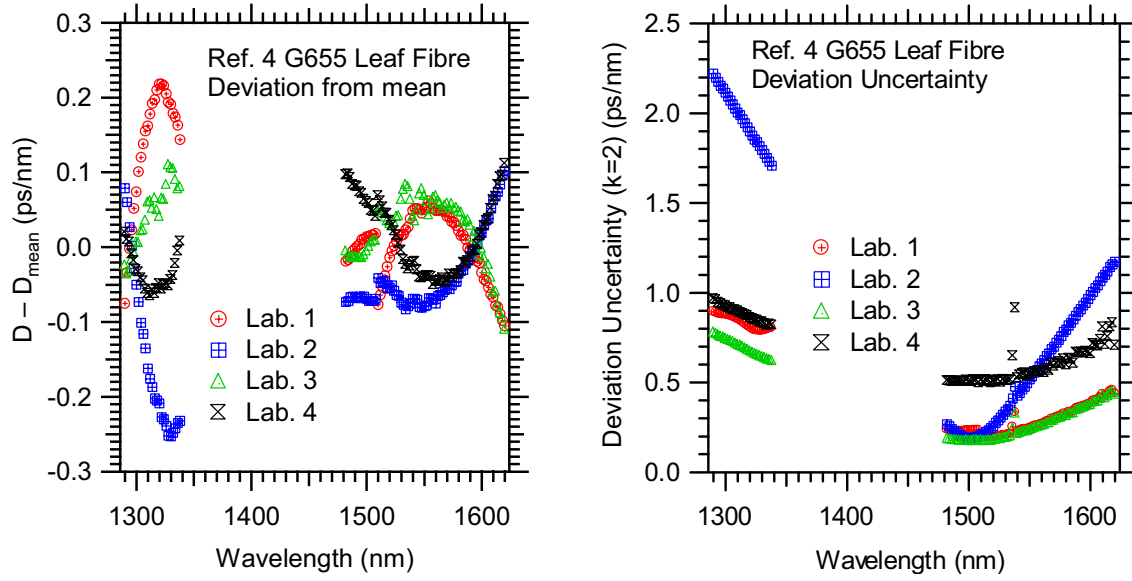 Ref. 4 G655 Leaf Fibre
Deviation from mean
D – Dmean (ps/nm)
0.3
0.2
0.1
0.0
-0.1
-0.2
-0.3
Lab. 1
Lab. 2
Lab. 3
Lab. 4
1300
1400
1500
1600
Wavelength (nm)
Ref. 4 G655 Leaf Fibre
Deviation Uncertainty
Deviation Uncertainty (k=2) (ps/nm)
2.5
2.0
1.5
1.0
0.5
0.0
Lab. 1
Lab. 2
Lab. 3
Lab. 4
1300
1400
1500
1600
Wavelength (nm)